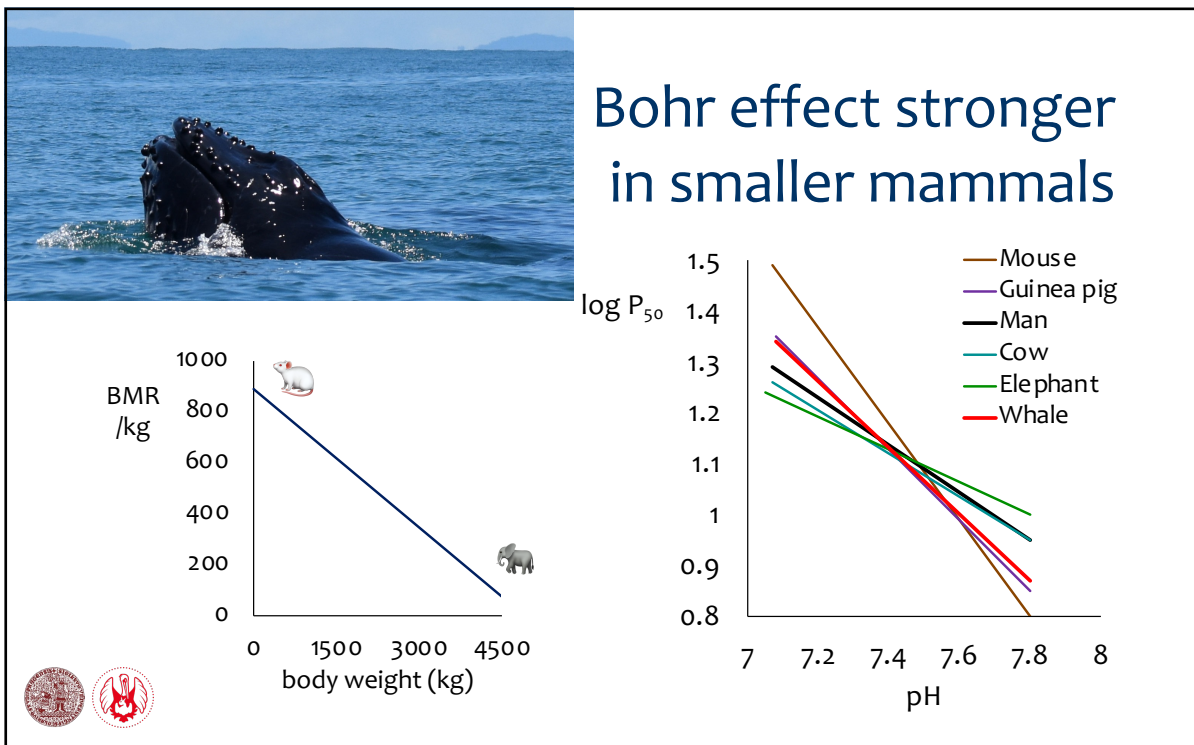 Bohr effect stronger
in smaller mammals
BMR
/kg
1000
800
600
400
200
0
0 1500 3000 4500
body weight (kg)
log P₅₀
1.5
1.4
1.3
1.2
1.1
1
0.9
0.8
7 7.2 7.4 7.6 7.8 8
pH
Mouse
Guinea pig
Man
Cow
Elephant
Whale